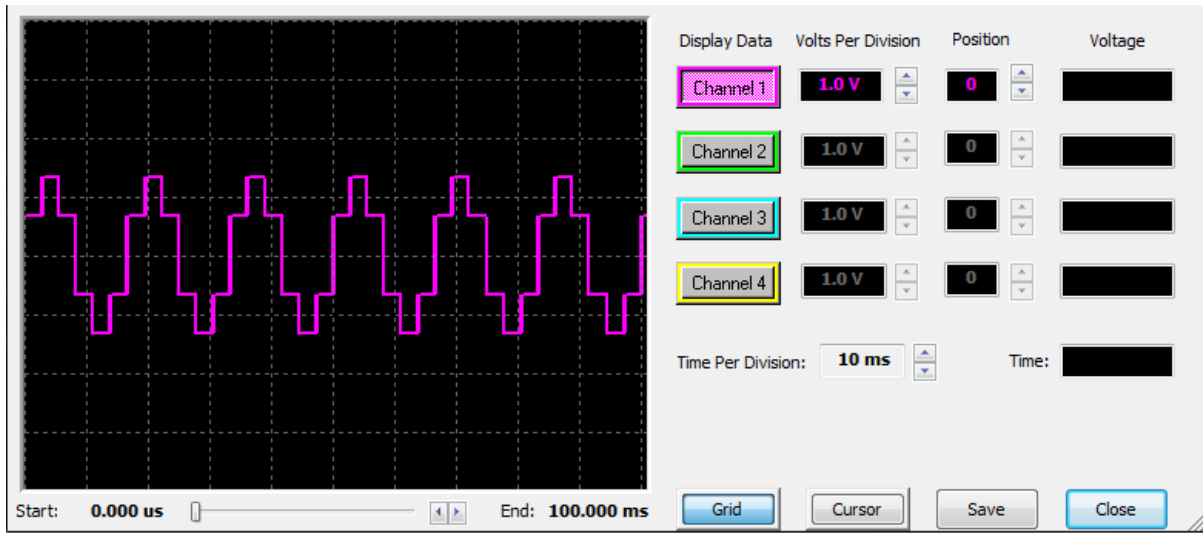 Display Data Volts Per Division Position Voltage
Channel 1 1.0 V 0
Channel 2 1.0 V 0
Channel 3 1.0 V 0
Channel 4 1.0 V 0
Time Per Division: 10 ms Time:
Start: 0.000 us End: 100.000 ms Grid Cursor Save Close